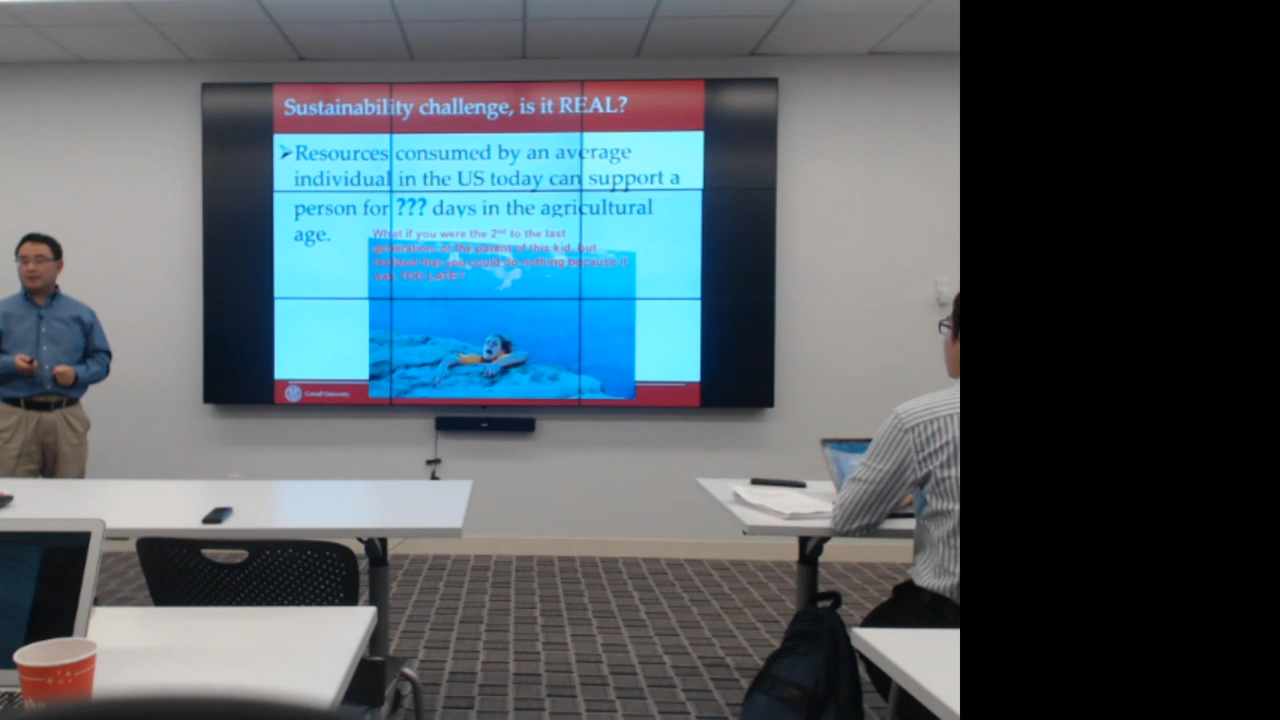 Sustainability challenge, is it REAL?
➢Resources consumed by an average
individual in the US today can support a
person for ??? days in the agricultural
age.
What if you were the 2nd to the last
generation or the parent of this kid, but
realized that you could do nothing because it
was TOO LATE?
Cornell University